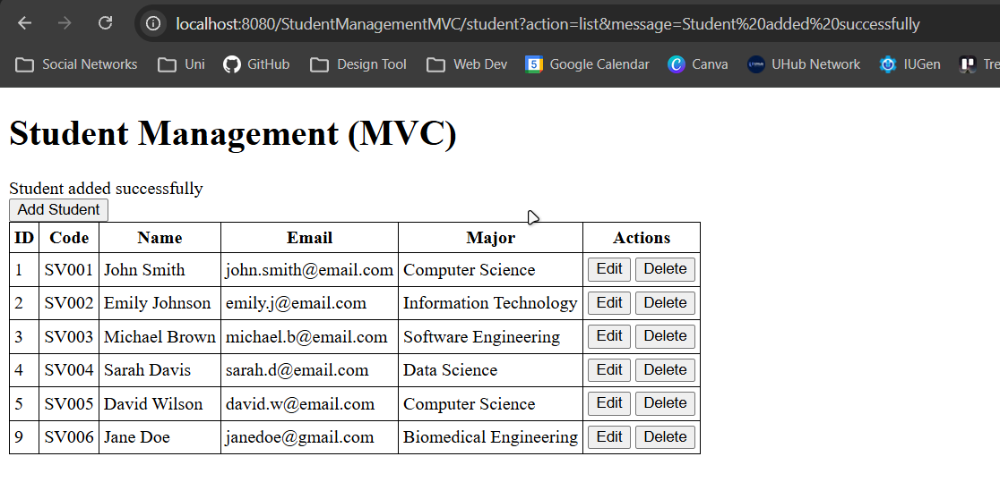 localhost:8080/StudentManagementMVC/student?action=list&message=Student%20added%20successfully
Social Networks Uni GitHub Design Tool Web Dev 5 Google Calendar Canva UHub Network IUGen Tre
Student Management (MVC)
Student added successfully
Add Student
ID Code Name Email Major Actions
1 SV001 John Smith john.smith@email.com Computer Science Edit Delete
2 SV002 Emily Johnson emily.j@email.com Information Technology Edit Delete
3 SV003 Michael Brown michael.b@email.com Software Engineering Edit Delete
4 SV004 Sarah Davis sarah.d@email.com Data Science Edit Delete
5 SV005 David Wilson david.w@email.com Computer Science Edit Delete
9 SV006 Jane Doe janedoe@gmail.com Biomedical Engineering Edit Delete